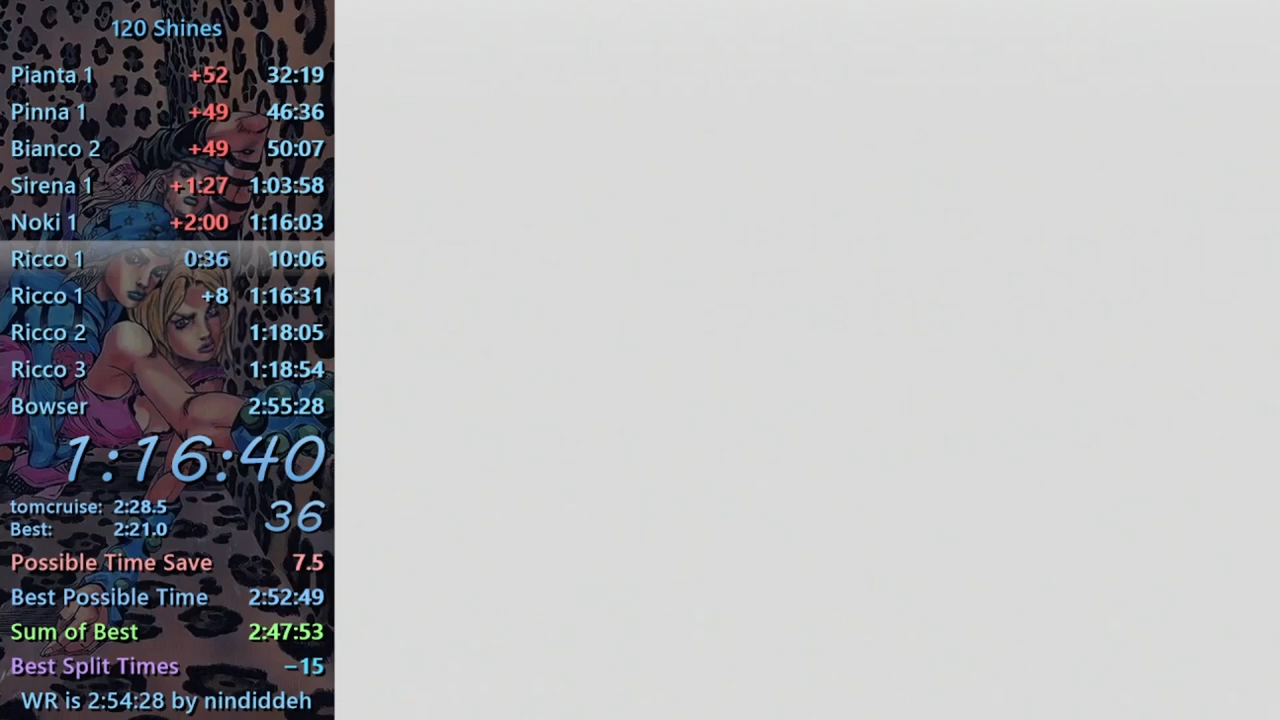 120 Shines
Pianta 1 +52 32:19
Pinna 1 +49 46:36
Bianco 2 +49 50:07
Sirena 1 +1:27 1:03:58
Noki 1 +2:00 1:16:03
Ricco 1 0:36 10:06
Ricco 1 +8 1:16:31
Ricco 2 1:18:05
Ricco 3 1:18:54
Bowser 2:55:28
1:16:40
tomcruise: 2:28.5 36
Best: 2:21.0
Possible Time Save 7.5
Best Possible Time 2:52:49
Sum of Best 2:47:53
Best Split Times −15
WR is 2:54:28 by nindiddeh